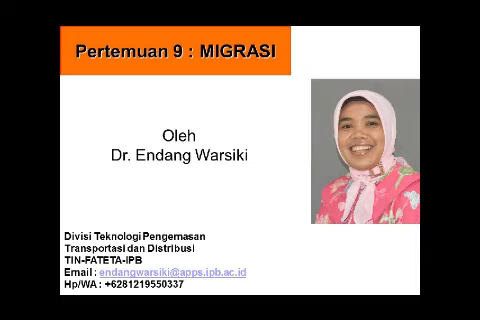 Pertemuan 9 : MIGRASI
Oleh
Dr. Endang Warsiki
Divisi Teknologi Pengemasan
Transportasi dan Distribusi
TIN-FATETA-IPB
Email : endangwarsiki@apps.ipb.ac.id
Hp/WA : +6281219550337